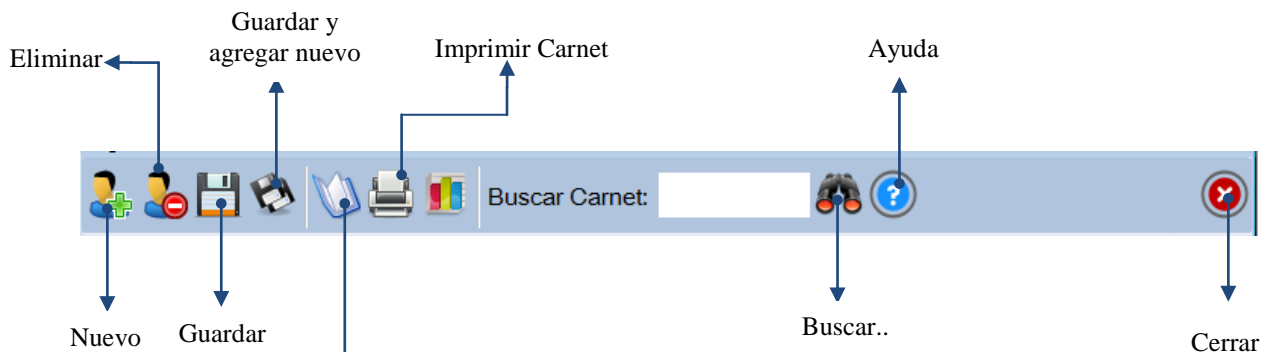 Guardar y
agregar nuevo
Imprimir Carnet
Ayuda
Eliminar
Buscar Carnet:
Nuevo
Guardar
Buscar..
Cerrar